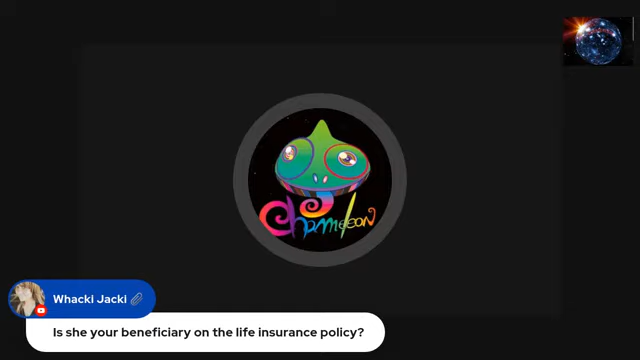 Chameleon
Whacki Jacki
Is she your beneficiary on the life insurance policy?